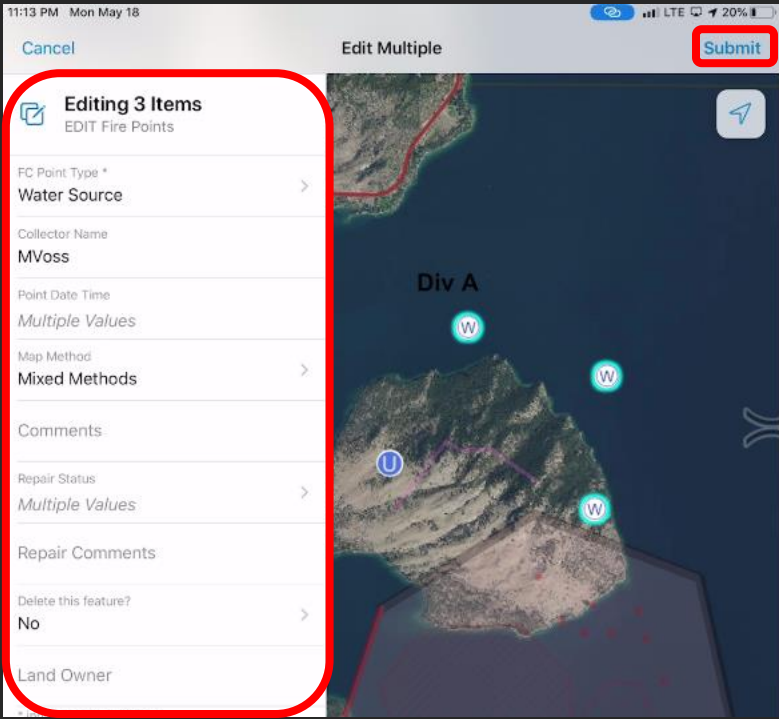 11:13 PM Mon May 18
LTE 20%
Cancel
Edit Multiple
Submit
Editing 3 Items
EDIT Fire Points
FC Point Type *
Water Source
Collector Name
MVoss
Point Date Time
Multiple Values
Map Method
Mixed Methods
Comments
Repair Status
Multiple Values
Repair Comments
Delete this feature?
No
Land Owner
Div A
W
W
U
W